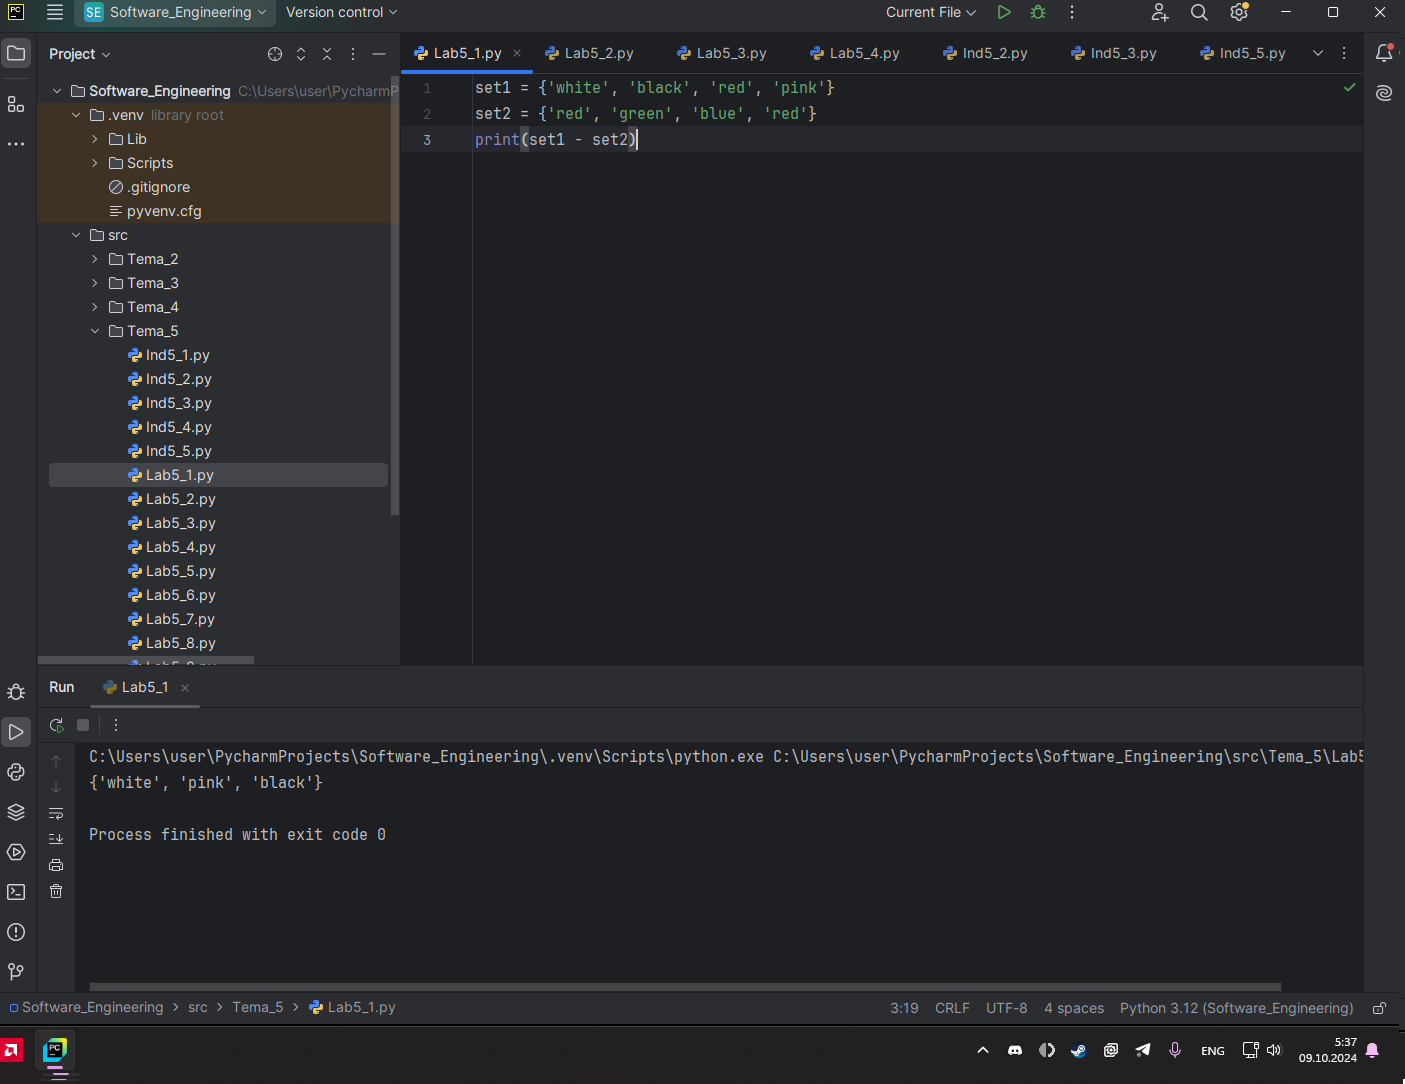 PC SE Software_Engineering Version control Current File
Project
Lab5_1.py Lab5_2.py Lab5_3.py Lab5_4.py Ind5_2.py Ind5_3.py Ind5_5.py
Software_Engineering C:\Users\user\PycharmP
.venv library root
Lib
Scripts
.gitignore
pyvenv.cfg
src
Tema_2
Tema_3
Tema_4
Tema_5
Ind5_1.py
Ind5_2.py
Ind5_3.py
Ind5_4.py
Ind5_5.py
Lab5_1.py
Lab5_2.py
Lab5_3.py
Lab5_4.py
Lab5_5.py
Lab5_6.py
Lab5_7.py
Lab5_8.py
1 set1 = {'white', 'black', 'red', 'pink'}
2 set2 = {'red', 'green', 'blue', 'red'}
3 print(set1 - set2)
Run Lab5_1
C:\Users\user\PycharmProjects\Software_Engineering\.venv\Scripts\python.exe C:\Users\user\PycharmProjects\Software_Engineering\src\Tema_5\Lab5
{'white', 'pink', 'black'}
Process finished with exit code 0
Software_Engineering src Tema_5 Lab5_1.py 3:19 CRLF UTF-8 4 spaces Python 3.12 (Software_Engineering)
PC ENG 5:37
09.10.2024